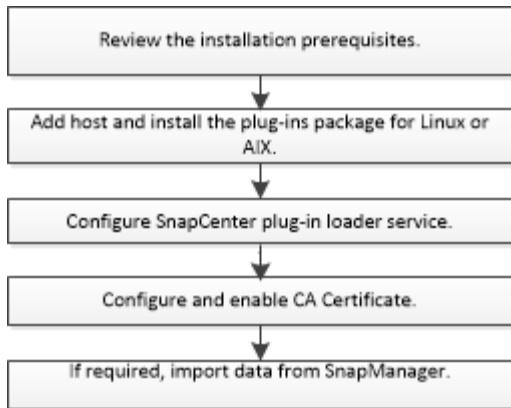 Review the installation prerequisites.
Add host and install the plug-ins package for Linux or
AIX.
Configure SnapCenter plug-in loader service.
Configure and enable CA Certificate.
If required, import data from SnapManager.